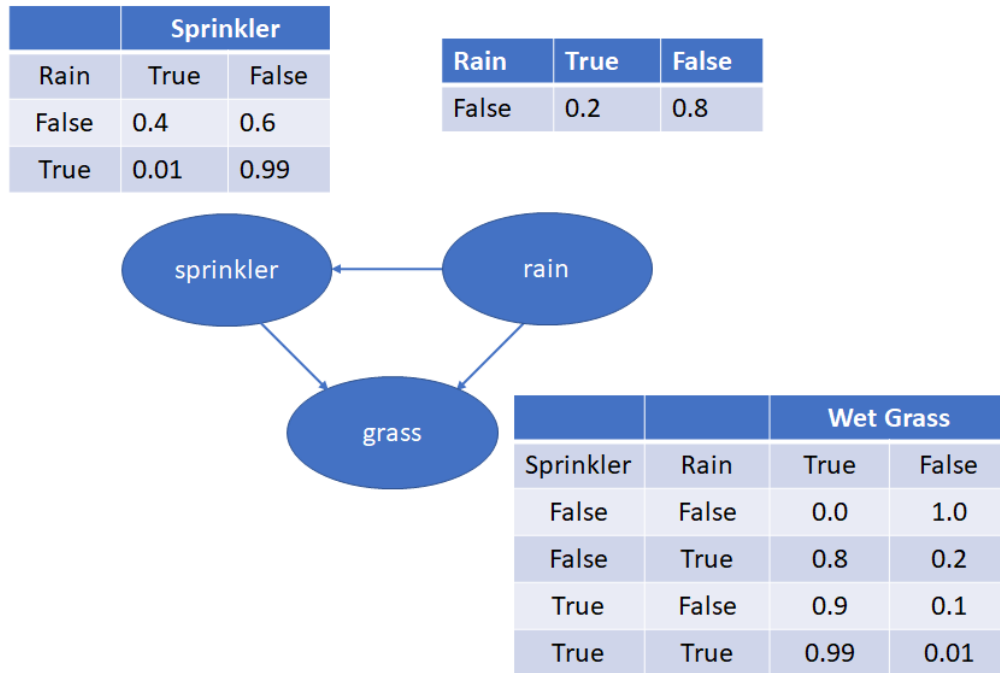 Sprinkler
Rain True False
False 0.4 0.6
True 0.01 0.99
Rain True False
False 0.2 0.8
sprinkler
rain
grass
Wet Grass
Sprinkler Rain True False
False False 0.0 1.0
False True 0.8 0.2
True False 0.9 0.1
True True 0.99 0.01